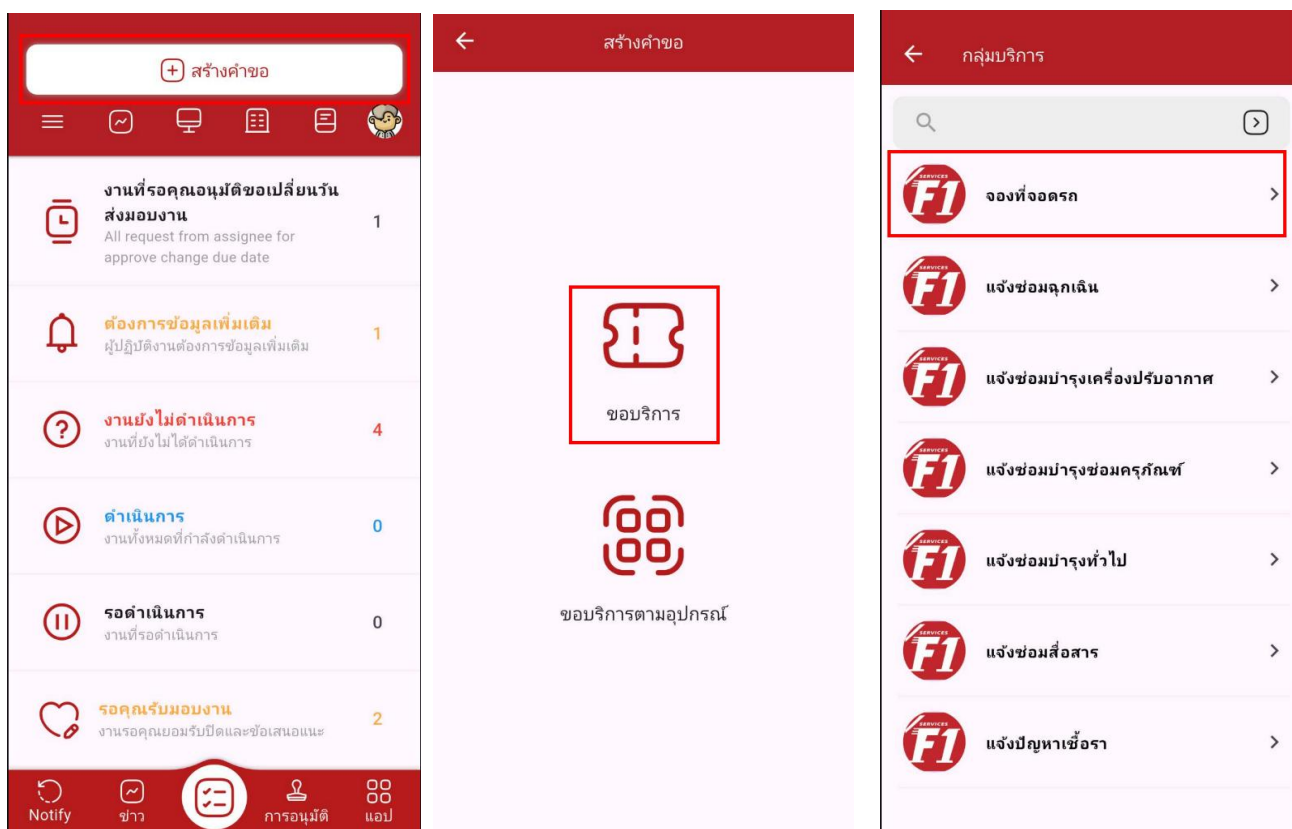 สร้างคำขอ
งานที่รอคุณอนุมัติขอเปลี่ยนวัน
ส่งมอบงาน
1
All request from assignee for
approve change due date
ต้องการข้อมูลเพิ่มเติม
1
ผู้ปฏิบัติงานต้องการข้อมูลเพิ่มเติม
งานยังไม่ดำเนินการ
4
งานที่ยังไม่ได้ดำเนินการ
ดำเนินการ
0
งานทั้งหมดที่กำลังดำเนินการ
รอดำเนินการ
0
งานที่รอดำเนินการ
รอคุณรับมอบงาน
2
งานรอคุณยอมรับปิดและข้อเสนอแนะ
Notify ข่าว การอนุมัติ แอป
สร้างคำขอ
ขอบริการ
ขอบริการตามอุปกรณ์
กลุ่มบริการ
SERVICES
F1
จองที่จอดรถ
SERVICES
F1
แจ้งซ่อมฉุกเฉิน
SERVICES
F1
แจ้งซ่อมบำรุงเครื่องปรับอากาศ
SERVICES
F1
แจ้งซ่อมบำรุงซ่อมครุภัณฑ์
SERVICES
F1
แจ้งซ่อมบำรุงทั่วไป
SERVICES
F1
แจ้งซ่อมสื่อสาร
SERVICES
F1
แจ้งปัญหาเชื้อรา